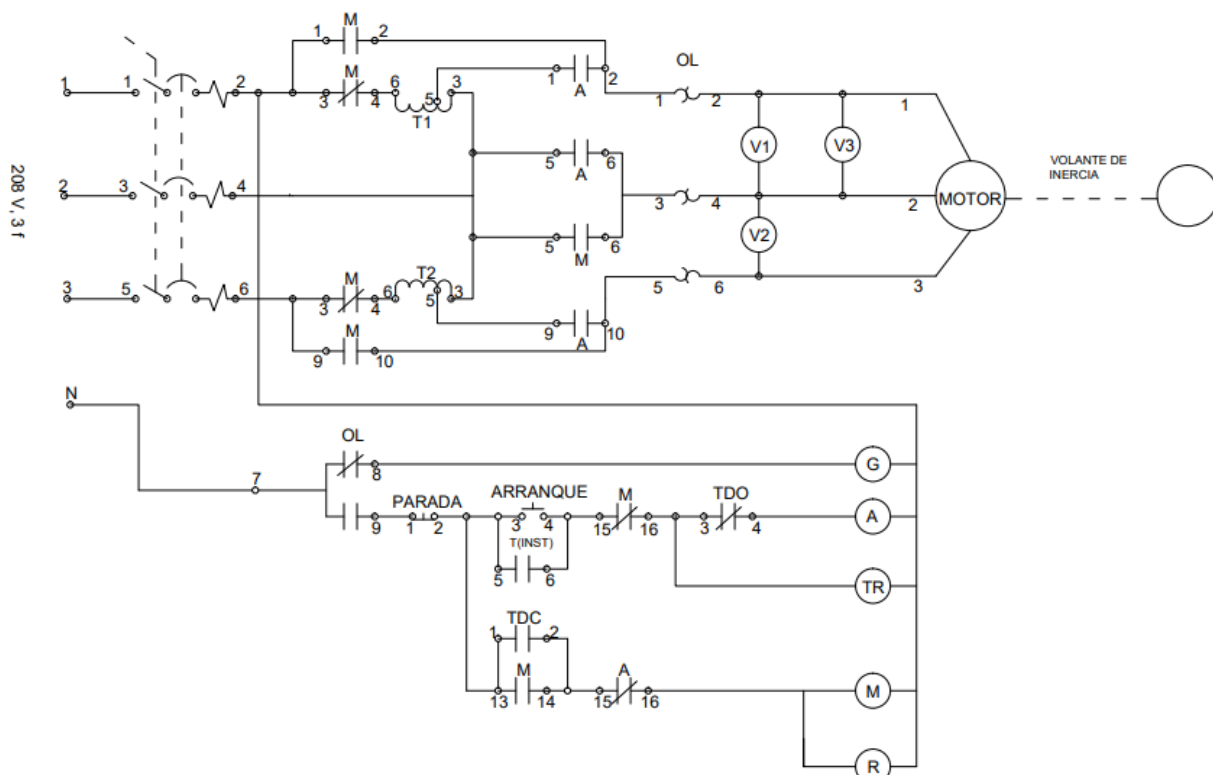 M
1 2
M
A
1 2
OL
1 1 2
3 4
6 5 3
T1
1 2
1
V1 V3
5 6
A
VOLANTE DE
INERCIA
208 V, 3 f
2 3 4
3 4
2
MOTOR
5 6
M
V2
M
T2
3 5 6
3 4
6 5 3
5 6
3
9 10
A
M
9 10
N
OL
7
8
G
PARADA
ARRANQUE
M
TDO
9
1 2
3 4
15 16
3 4
A
T(INST)
5 6
TR
TDC
1 2
M
A
13 14
15 16
M
R